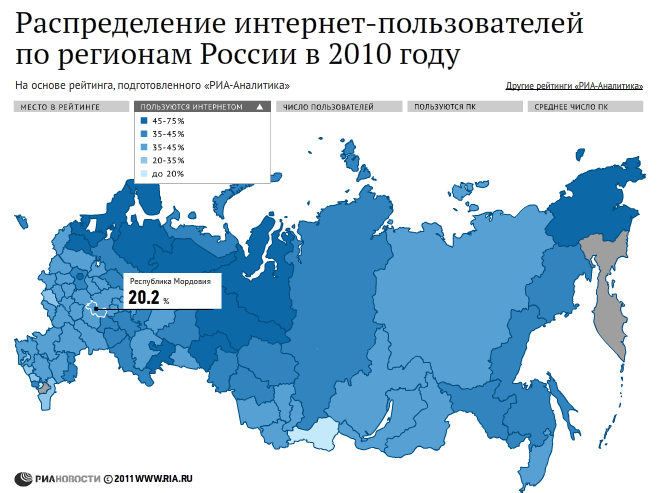 Распределение интернет-пользователей
по регионам России в 2010 году
На основе рейтинга, подготовленного «РИА-Аналитика»
Другие рейтинги «РИА-Аналитика»
МЕСТО В РЕЙТИНГЕ
ПОЛЬЗУЮТСЯ ИНТЕРНЕТОМ
ЧИСЛО ПОЛЬЗОВАТЕЛЕЙ
ПОЛЬЗУЮТСЯ ПК
СРЕДНЕЕ ЧИСЛО ПК
45-75%
35-45%
35-45%
20-35%
до 20%
Республика Мордовия
20.2 %
РИАНОВОСТИ © 2011 WWW.RIA.RU